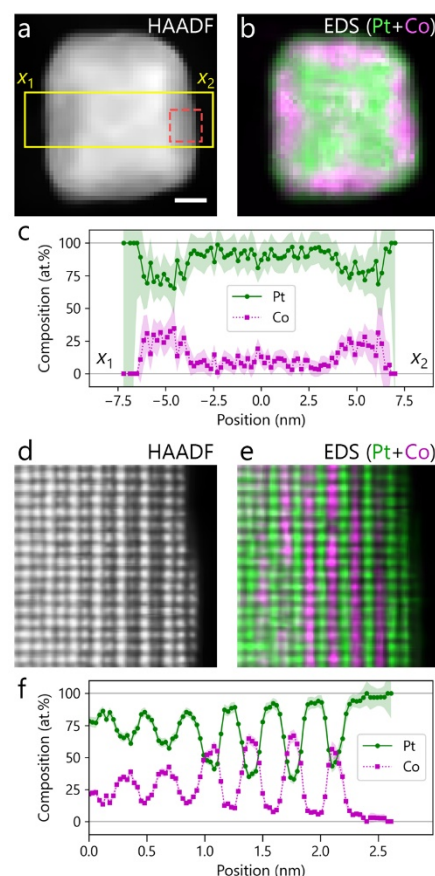 a HAADF
x₁ x₂
b EDS (Pt+Co)
c
Composition (at.%)
100
75
50
25
0
Pt
Co
x₁ x₂
−7.5 −5.0 −2.5 0.0 2.5 5.0 7.5
Position (nm)
d HAADF
e EDS (Pt+Co)
f
Composition (at.%)
100
75
50
25
0
Pt
Co
0.0 0.5 1.0 1.5 2.0 2.5
Position (nm)